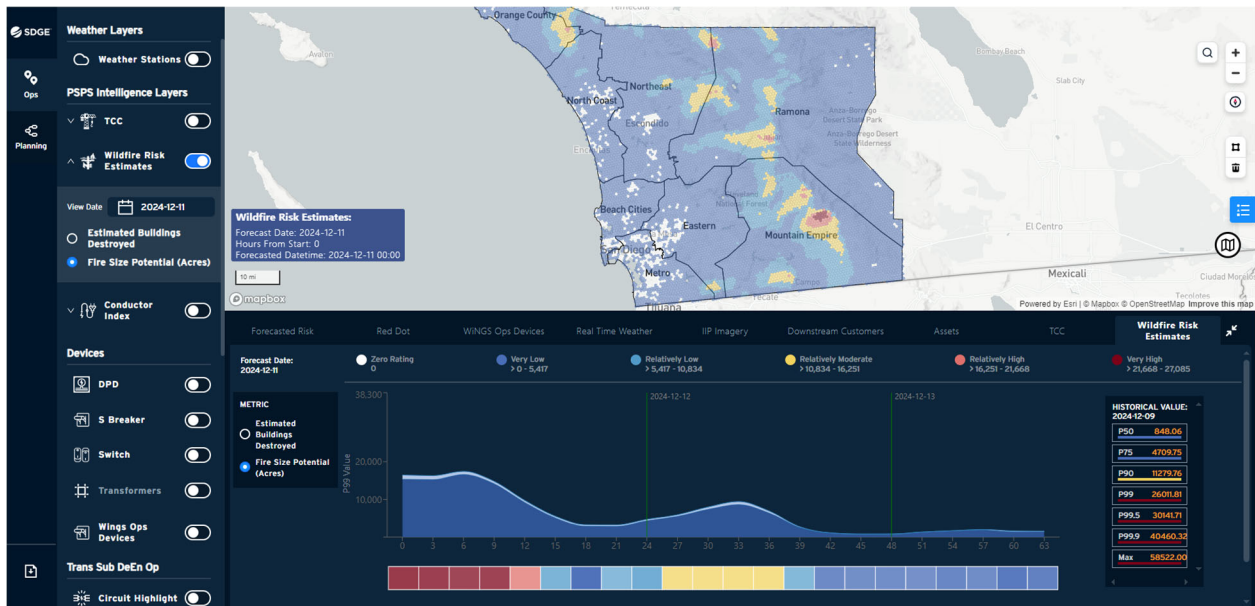 SDGE
Ops
Planning
Weather Layers
Weather Stations
PSPS Intelligence Layers
TCC
Wildfire Risk
Estimates
View Date
2024-12-11
Estimated Buildings
Destroyed
Fire Size Potential (Acres)
Conductor
Index
Devices
DPD
S Breaker
Switch
Transformers
Wings Ops
Devices
Trans Sub DeEn Op
Circuit Highlight
Temecula
Orange County
Avalon
North Coast
Northeast
Escondido
Ramona
Anza-Borrego
Desert State Park
Anza-Borrego Desert
State Wilderness
Bombay Beach
Slab City
Beach Cities
Cleveland
National Forest
Eastern
San Diego
Metro
Mountain Empire
Campo
Tecate
Tijuana
El Centro
Mexicali
Ciudad Morelos
Wildfire Risk Estimates:
Forecast Date: 2024-12-11
Hours From Start: 0
Forecasted Datetime: 2024-12-11 00:00
10 mi
mapbox
Powered by Esri | © Mapbox © OpenStreetMap Improve this map
Forecasted Risk
Red Dot
WiNGS Ops Devices
Real Time Weather
IIP Imagery
Downstream Customers
Assets
TCC
Wildfire Risk
Estimates
Forecast Date:
2024-12-11
Zero Rating
0
Very Low
> 0 - 5,417
Relatively Low
> 5,417 - 10,834
Relatively Moderate
> 10,834 - 16,251
Relatively High
> 16,251 - 21,668
Very High
> 21,668 - 27,085
METRIC
Estimated
Buildings
Destroyed
Fire Size Potential
(Acres)
P99 Value
38,300
20,000
10,000
2024-12-12
2024-12-13
0 3 6 9 12 15 18 21 24 27 30 33 36 39 42 45 48 51 54 57 60 63
HISTORICAL VALUE:
2024-12-09
P50 848.06
P75 4709.75
P90 11279.76
P99 26011.81
P99.5 30141.71
P99.9 40460.32
Max 58522.00